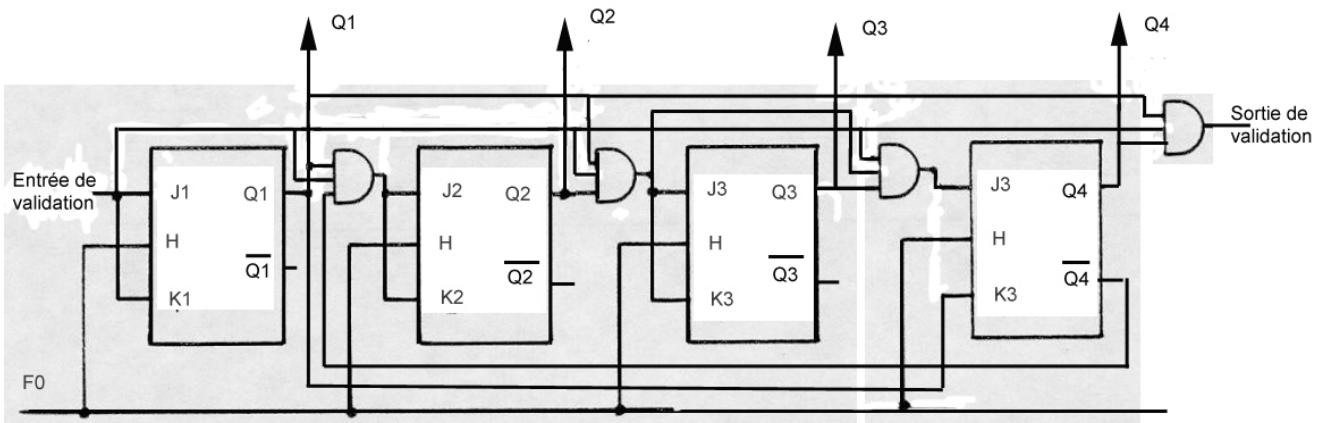 Q1
Q2
Q3
Q4
Sortie de
validation
Entrée de
validation
J1
Q1
H
Q1
K1
J2
Q2
H
Q2
K2
J3
Q3
H
Q3
K3
J3
Q4
H
Q4
K3
F0